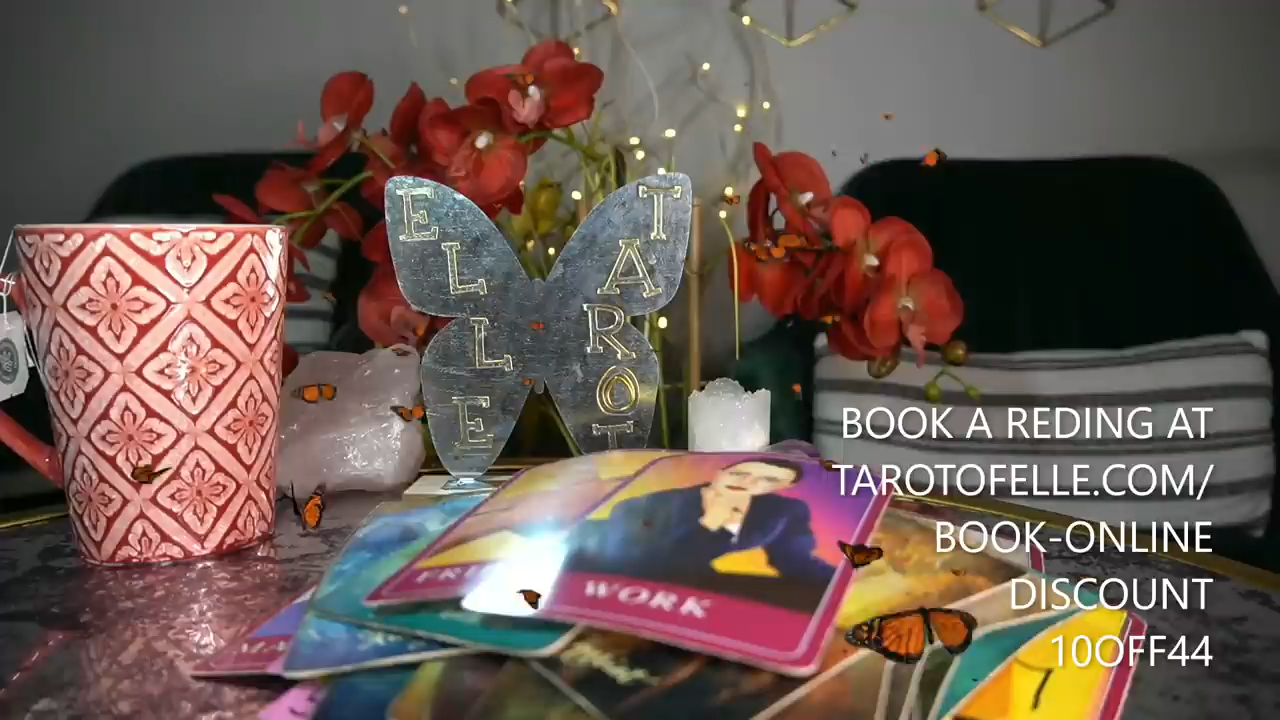 ELLE
TAROT
WORK
BOOK A REDING AT
TAROTOFELLE.COM/
BOOK-ONLINE
DISCOUNT
10OFF44